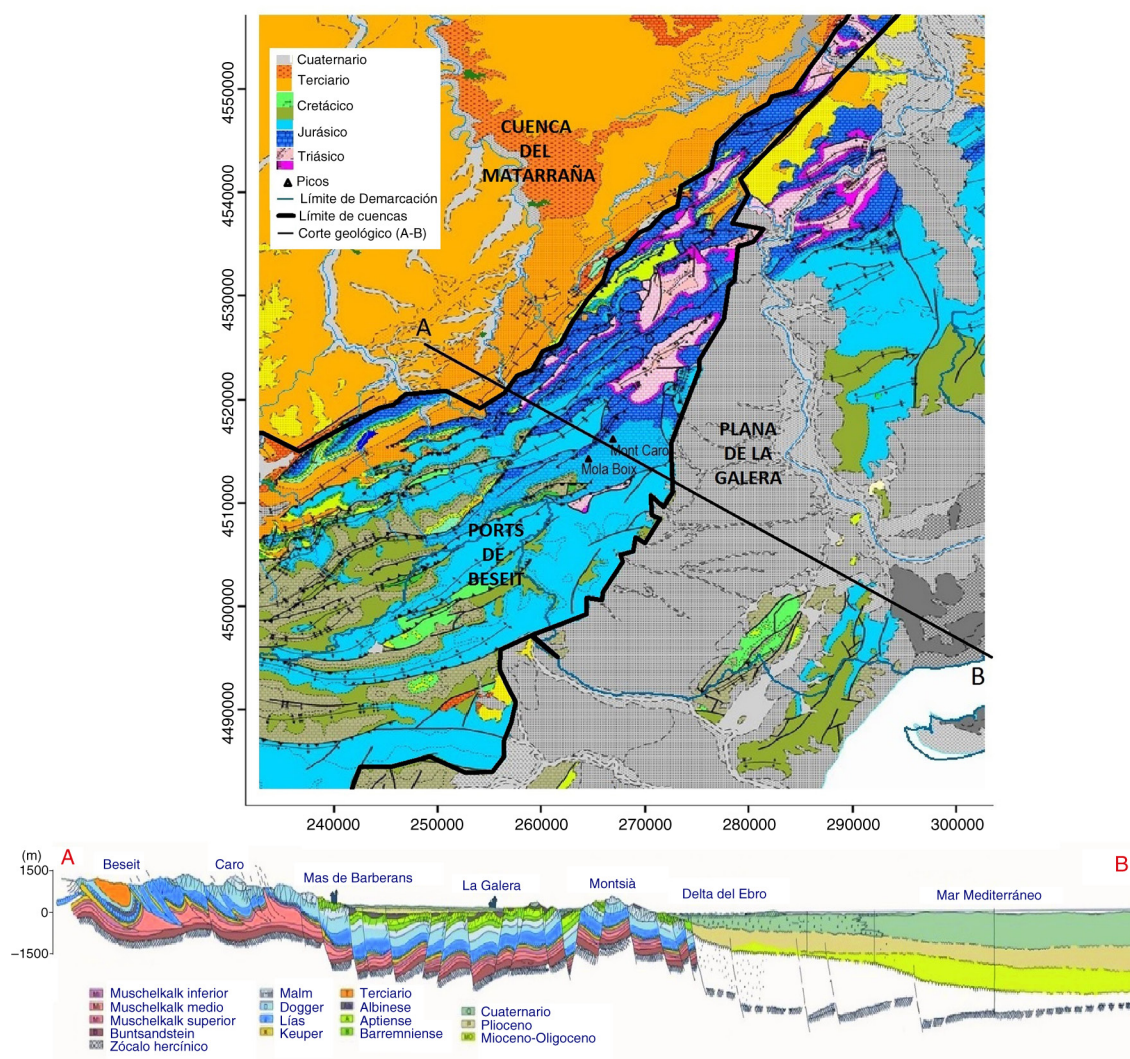 Cuaternario
Terciario
Cretácico
Jurásico
Triásico
Picos
Límite de Demarcación
Límite de cuencas
Corte geológico (A-B)
CUENCA
DEL
MATARRAÑA
A
Mont Caro
Mola Boix
PLANA
DE LA
GALERA
PORTS
DE
BESEIT
B
4550000
4540000
4530000
4520000
4510000
4500000
4490000
240000
250000
260000
270000
280000
290000
300000
(m)
A
B
1500
0
−1500
Beseit
Caro
Mas de Barberans
La Galera
Montsià
Delta del Ebro
Mar Mediterráneo
Muschelkalk inferior
Muschelkalk medio
Muschelkalk superior
Buntsandstein
Zócalo hercínico
Malm
Dogger
Lías
Keuper
Terciario
Albinese
Aptiense
Barremniense
Cuaternario
Plioceno
Mioceno-Oligoceno